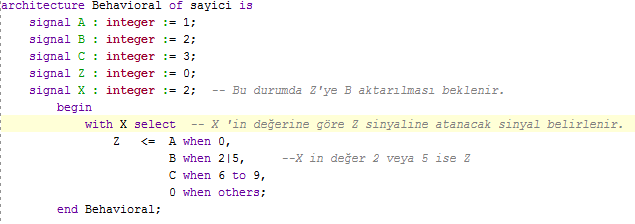 architecture Behavioral of sayici is
signal A : integer := 1;
signal B : integer := 2;
signal C : integer := 3;
signal Z : integer := 0;
signal X : integer := 2;  -- Bu durumda Z'ye B aktarılması beklenir.
begin
with X select  -- X 'in değerine göre Z sinyaline atanacak sinyal belirlenir.
Z   <=  A when 0,
B when 2|5,     --X in değer 2 veya 5 ise Z
C when 6 to 9,
0 when others;
end Behavioral;